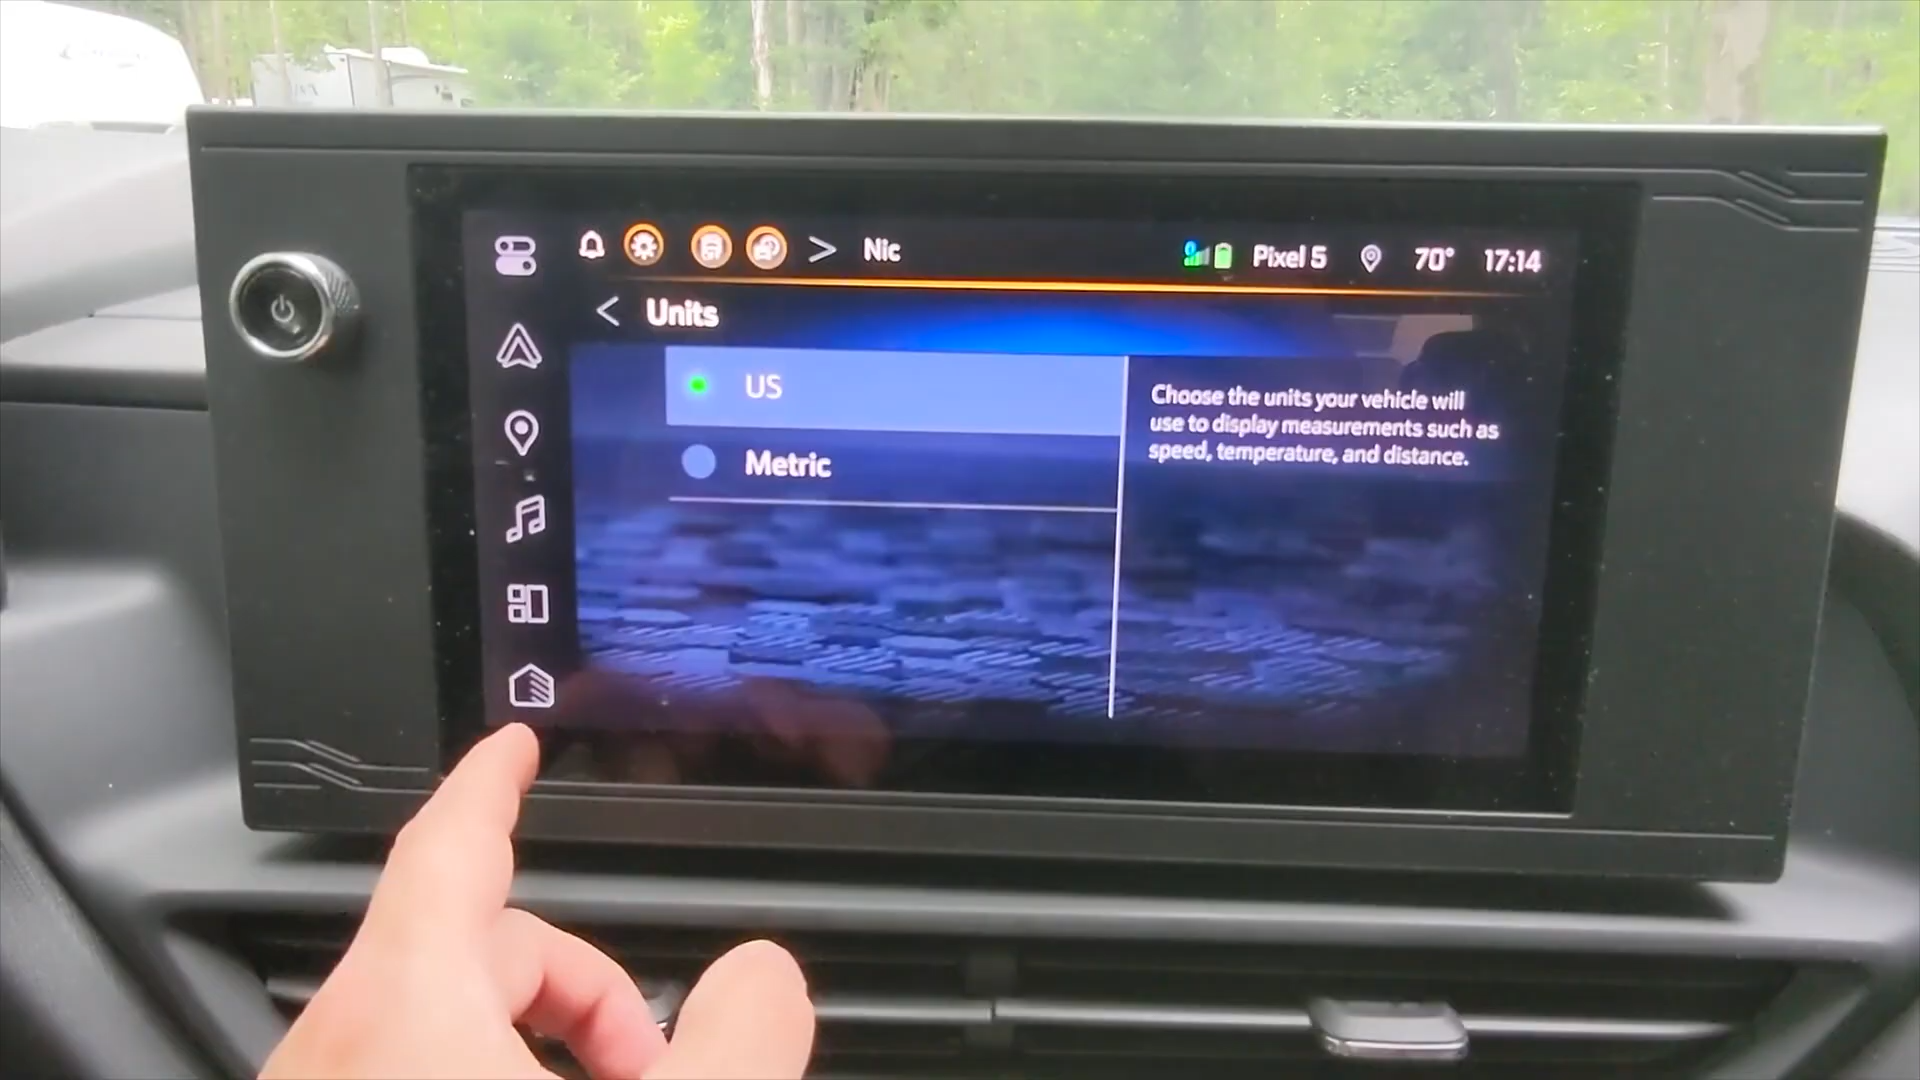 Nic
Pixel 5 70° 17:14
Units
US
Metric
Choose the units your vehicle will
use to display measurements such as
speed, temperature, and distance.